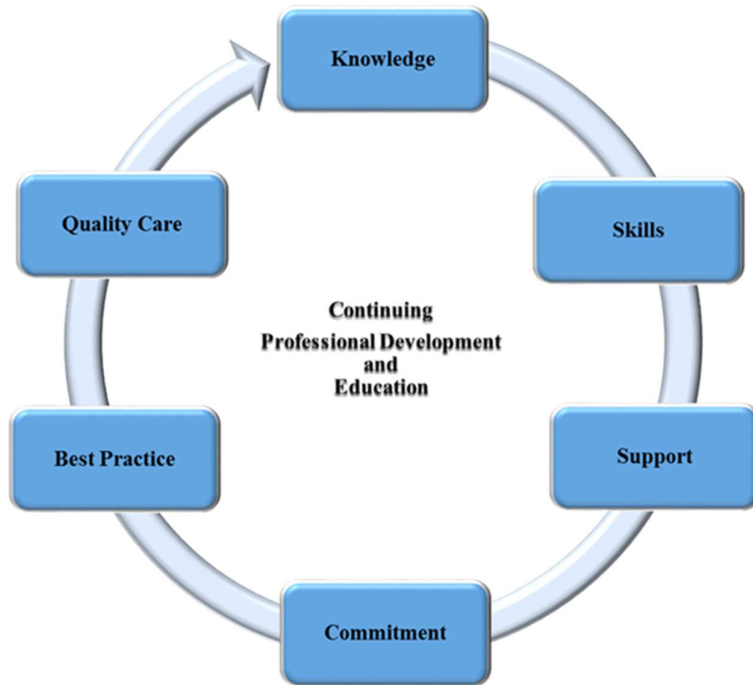 Knowledge
Quality Care
Skills
Continuing
Professional Development
and
Education
Best Practice
Support
Commitment